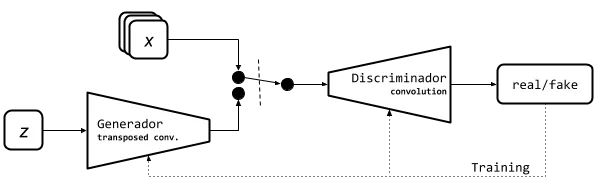 x
Discriminador
convolution
real/fake
Generador
transposed conv.
z
Training